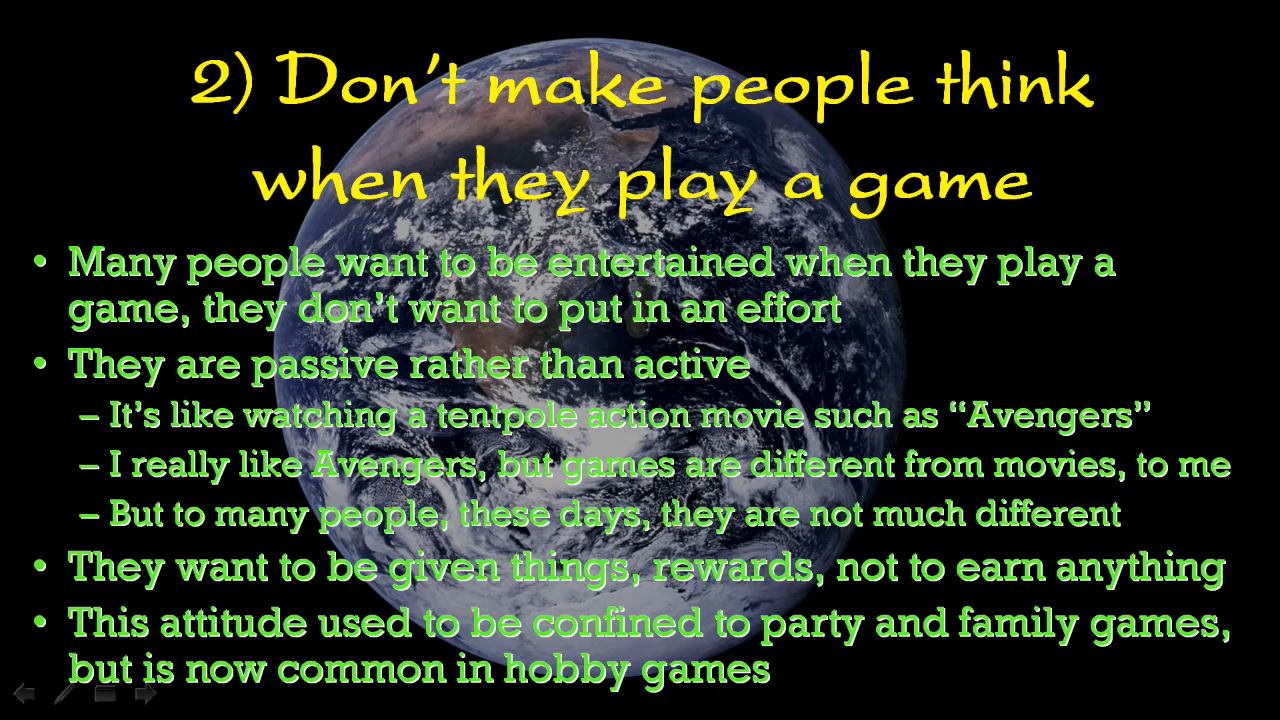 2) Don't make people think
when they play a game
• Many people want to be entertained when they play a
game, they don't want to put in an effort
• They are passive rather than active
– It's like watching a tentpole action movie such as "Avengers"
– I really like Avengers, but games are different from movies, to me
– But to many people, these days, they are not much different
• They want to be given things, rewards, not to earn anything
• This attitude used to be confined to party and family games,
but is now common in hobby games